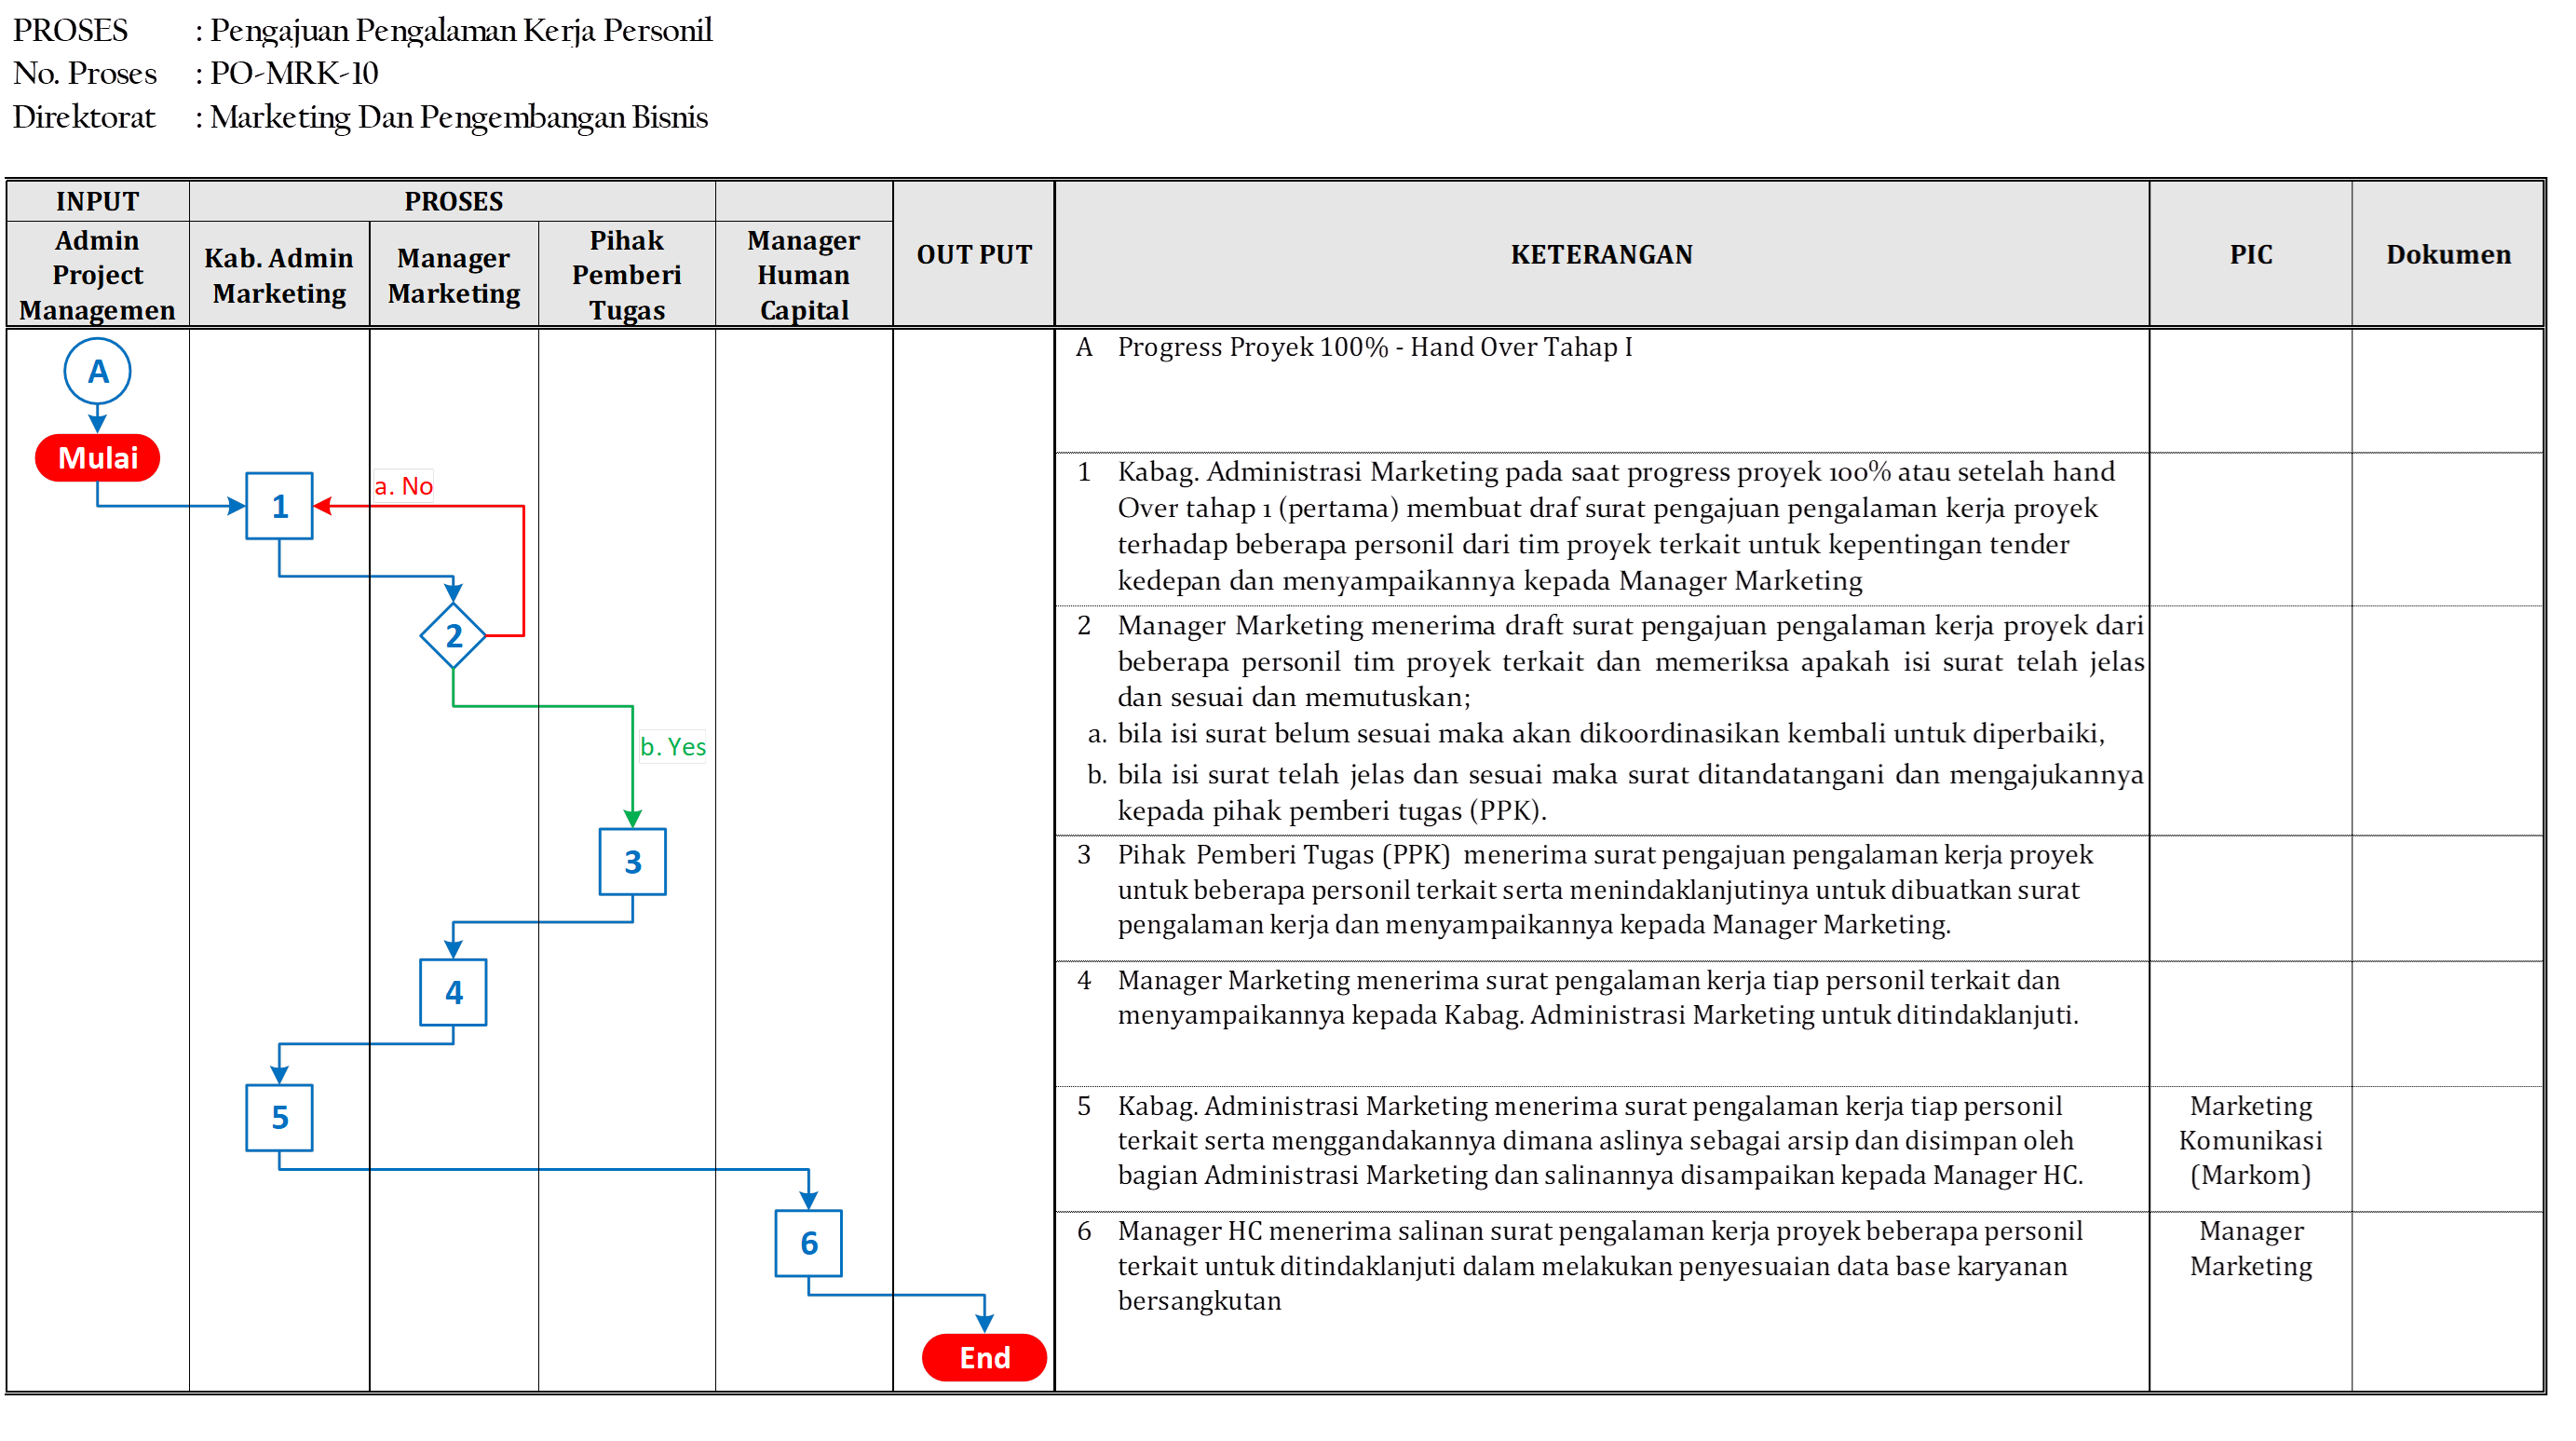 PROSES : Pengajuan Pengalaman Kerja Personil
No. Proses : PO-MRK-10
Direktorat : Marketing Dan Pengembangan Bisnis
INPUT
PROSES
Admin
Project
Managemen
Kab. Admin
Marketing
Manager
Marketing
Pihak
Pemberi
Tugas
Manager
Human
Capital
OUT PUT
KETERANGAN
PIC
Dokumen
A
Mulai
1
a. No
2
b. Yes
3
4
5
6
End
A Progress Proyek 100% - Hand Over Tahap I
1 Kabag. Administrasi Marketing pada saat progress proyek 100% atau setelah hand
Over tahap 1 (pertama) membuat draf surat pengajuan pengalaman kerja proyek
terhadap beberapa personil dari tim proyek terkait untuk kepentingan tender
kedepan dan menyampaikannya kepada Manager Marketing
2 Manager Marketing menerima draft surat pengajuan pengalaman kerja proyek dari
beberapa personil tim proyek terkait dan memeriksa apakah isi surat telah jelas
dan sesuai dan memutuskan;
a. bila isi surat belum sesuai maka akan dikoordinasikan kembali untuk diperbaiki,
b. bila isi surat telah jelas dan sesuai maka surat ditandatangani dan mengajukannya
kepada pihak pemberi tugas (PPK).
3 Pihak Pemberi Tugas (PPK) menerima surat pengajuan pengalaman kerja proyek
untuk beberapa personil terkait serta menindaklanjutinya untuk dibuatkan surat
pengalaman kerja dan menyampaikannya kepada Manager Marketing.
4 Manager Marketing menerima surat pengalaman kerja tiap personil terkait dan
menyampaikannya kepada Kabag. Administrasi Marketing untuk ditindaklanjuti.
5 Kabag. Administrasi Marketing menerima surat pengalaman kerja tiap personil
terkait serta menggandakannya dimana aslinya sebagai arsip dan disimpan oleh
bagian Administrasi Marketing dan salinannya disampaikan kepada Manager HC.
Marketing
Komunikasi
(Markom)
6 Manager HC menerima salinan surat pengalaman kerja proyek beberapa personil
terkait untuk ditindaklanjuti dalam melakukan penyesuaian data base karyanan
bersangkutan
Manager
Marketing